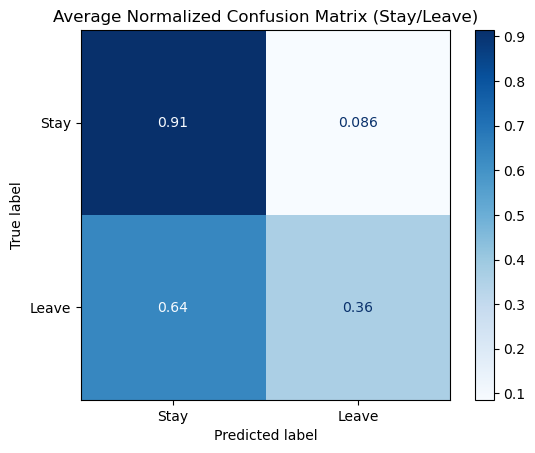 Average Normalized Confusion Matrix (Stay/Leave)
True label
Stay
0.91 0.086
Leave
0.64 0.36
Stay Leave
Predicted label
0.9
0.8
0.7
0.6
0.5
0.4
0.3
0.2
0.1